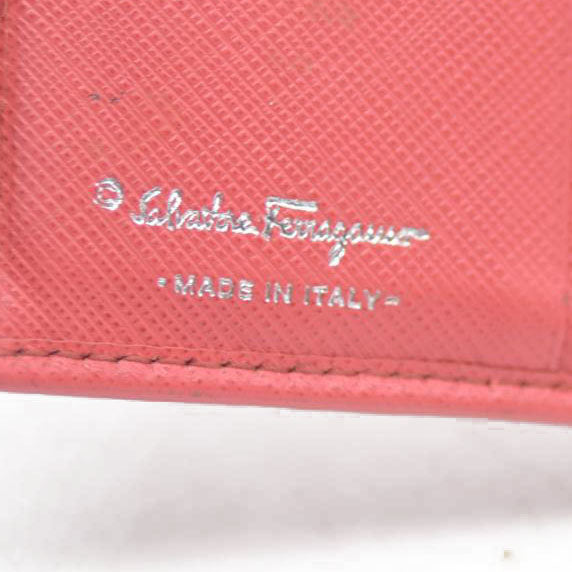 © Salvatore Ferragamo
•MADE IN ITALY•